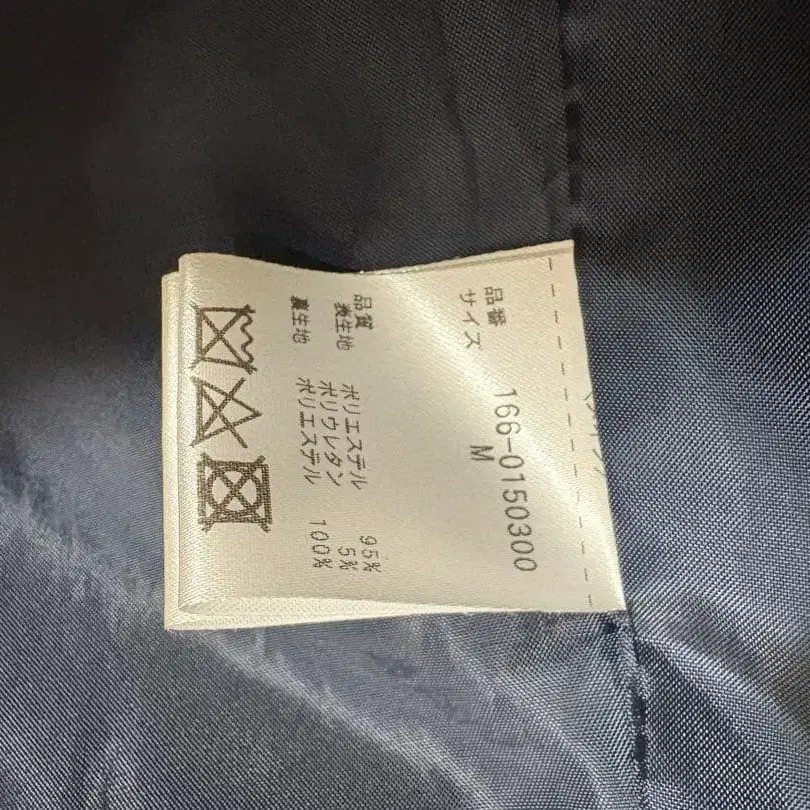 品番 166-0150300
サイズ M
品質
表生地 ポリエステル 95%
ポリウレタン 5%
裏生地 ポリエステル 100%